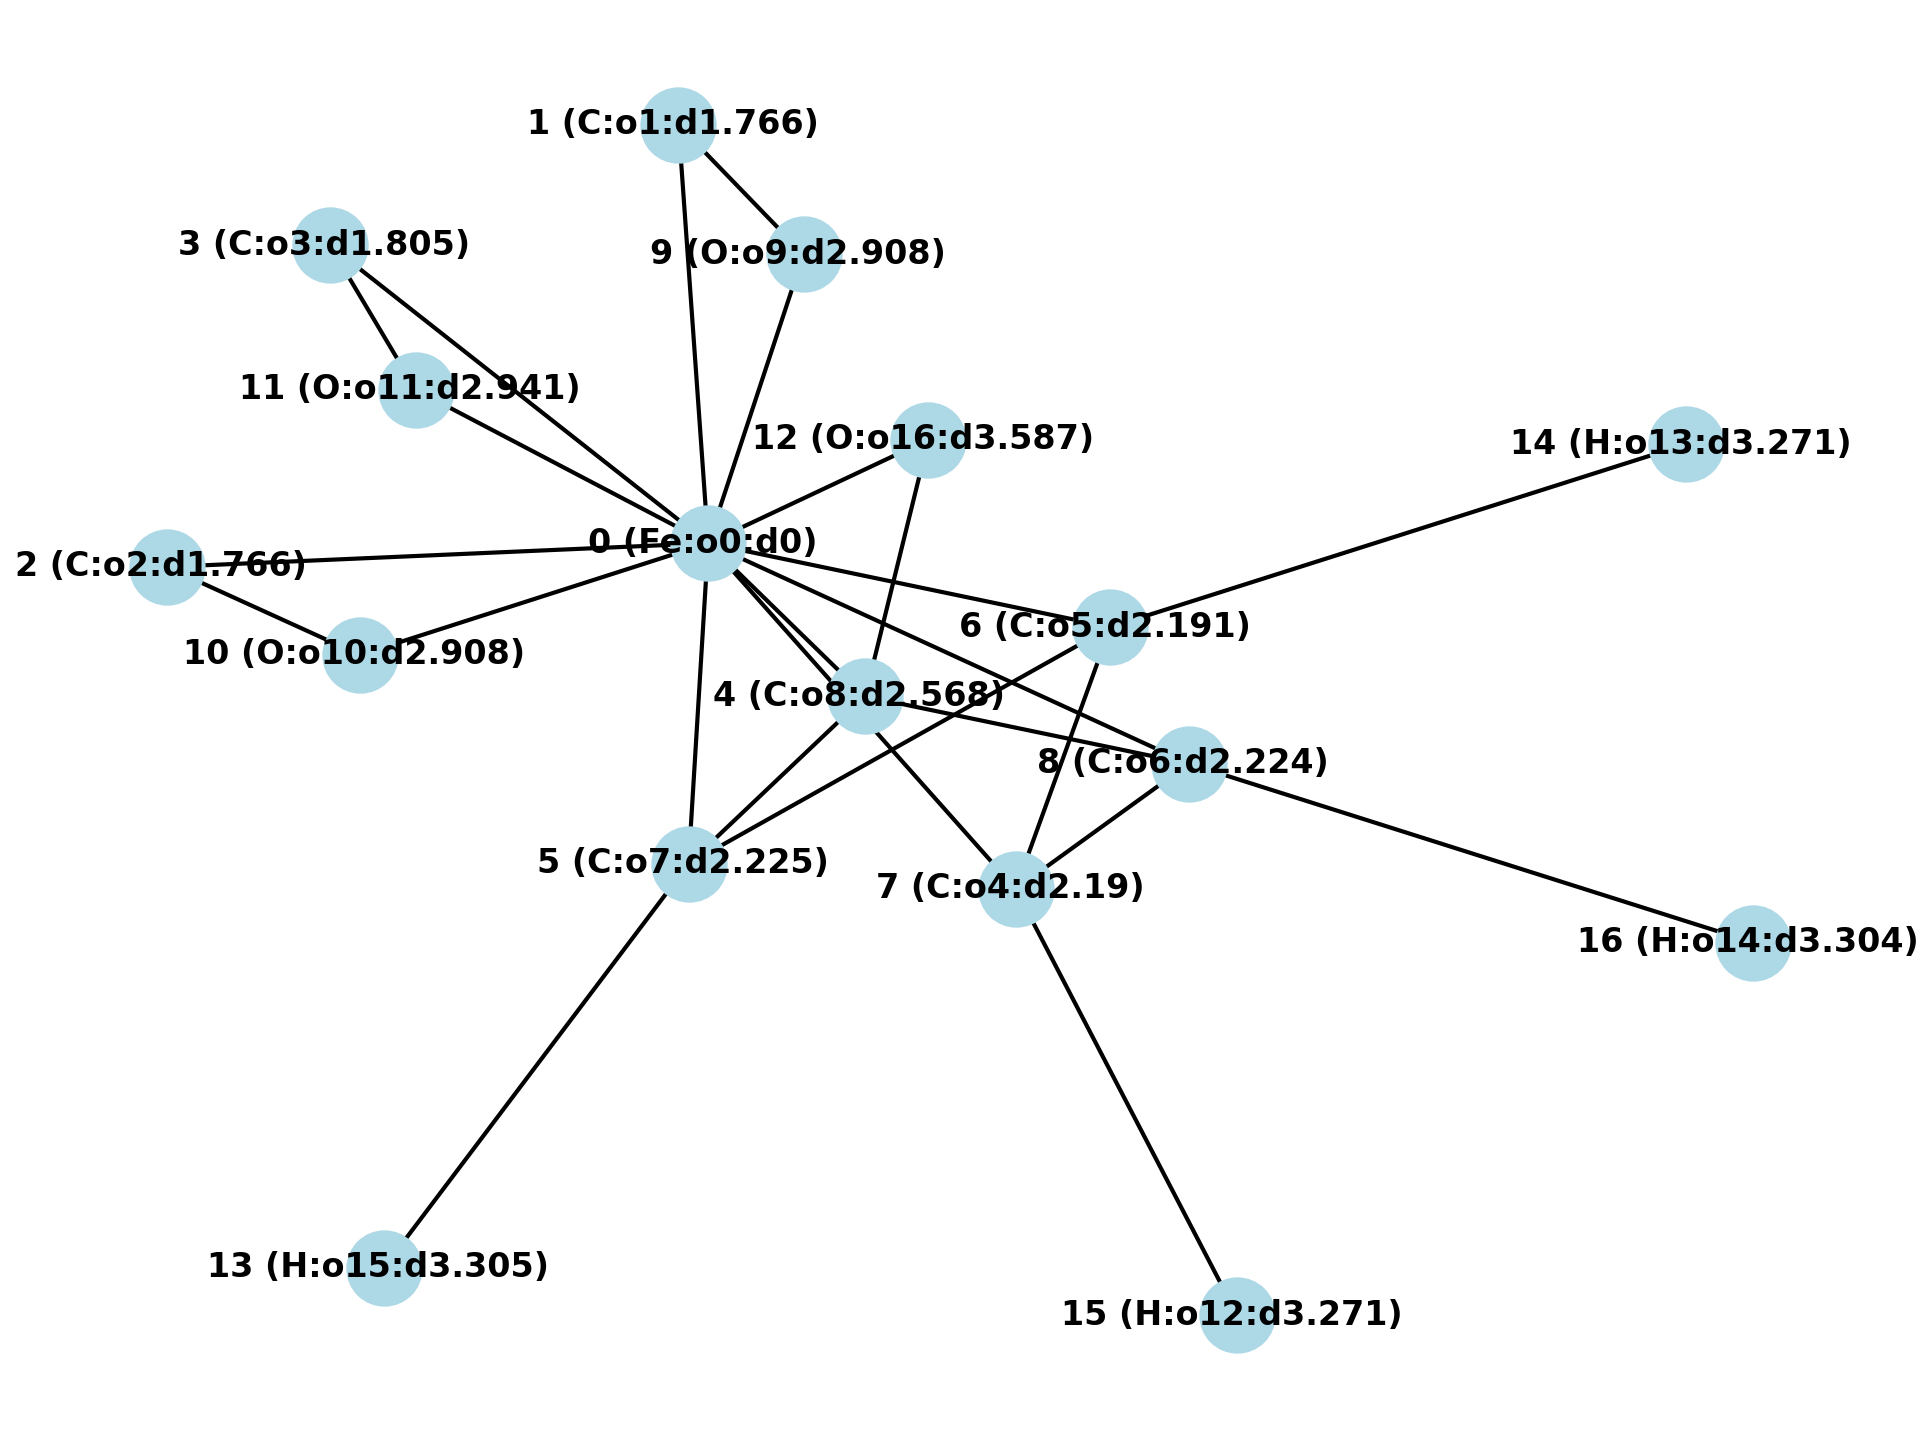 1 (C:o1:d1.766)
3 (C:o3:d1.805)
9 (O:o9:d2.908)
11 (O:o11:d2.941)
12 (O:o16:d3.587)
14 (H:o13:d3.271)
0 (Fe:o0:d0)
2 (C:o2:d1.766)
6 (C:o5:d2.191)
10 (O:o10:d2.908)
4 (C:o8:d2.568)
8 (C:o6:d2.224)
5 (C:o7:d2.225)
7 (C:o4:d2.19)
16 (H:o14:d3.304)
13 (H:o15:d3.305)
15 (H:o12:d3.271)